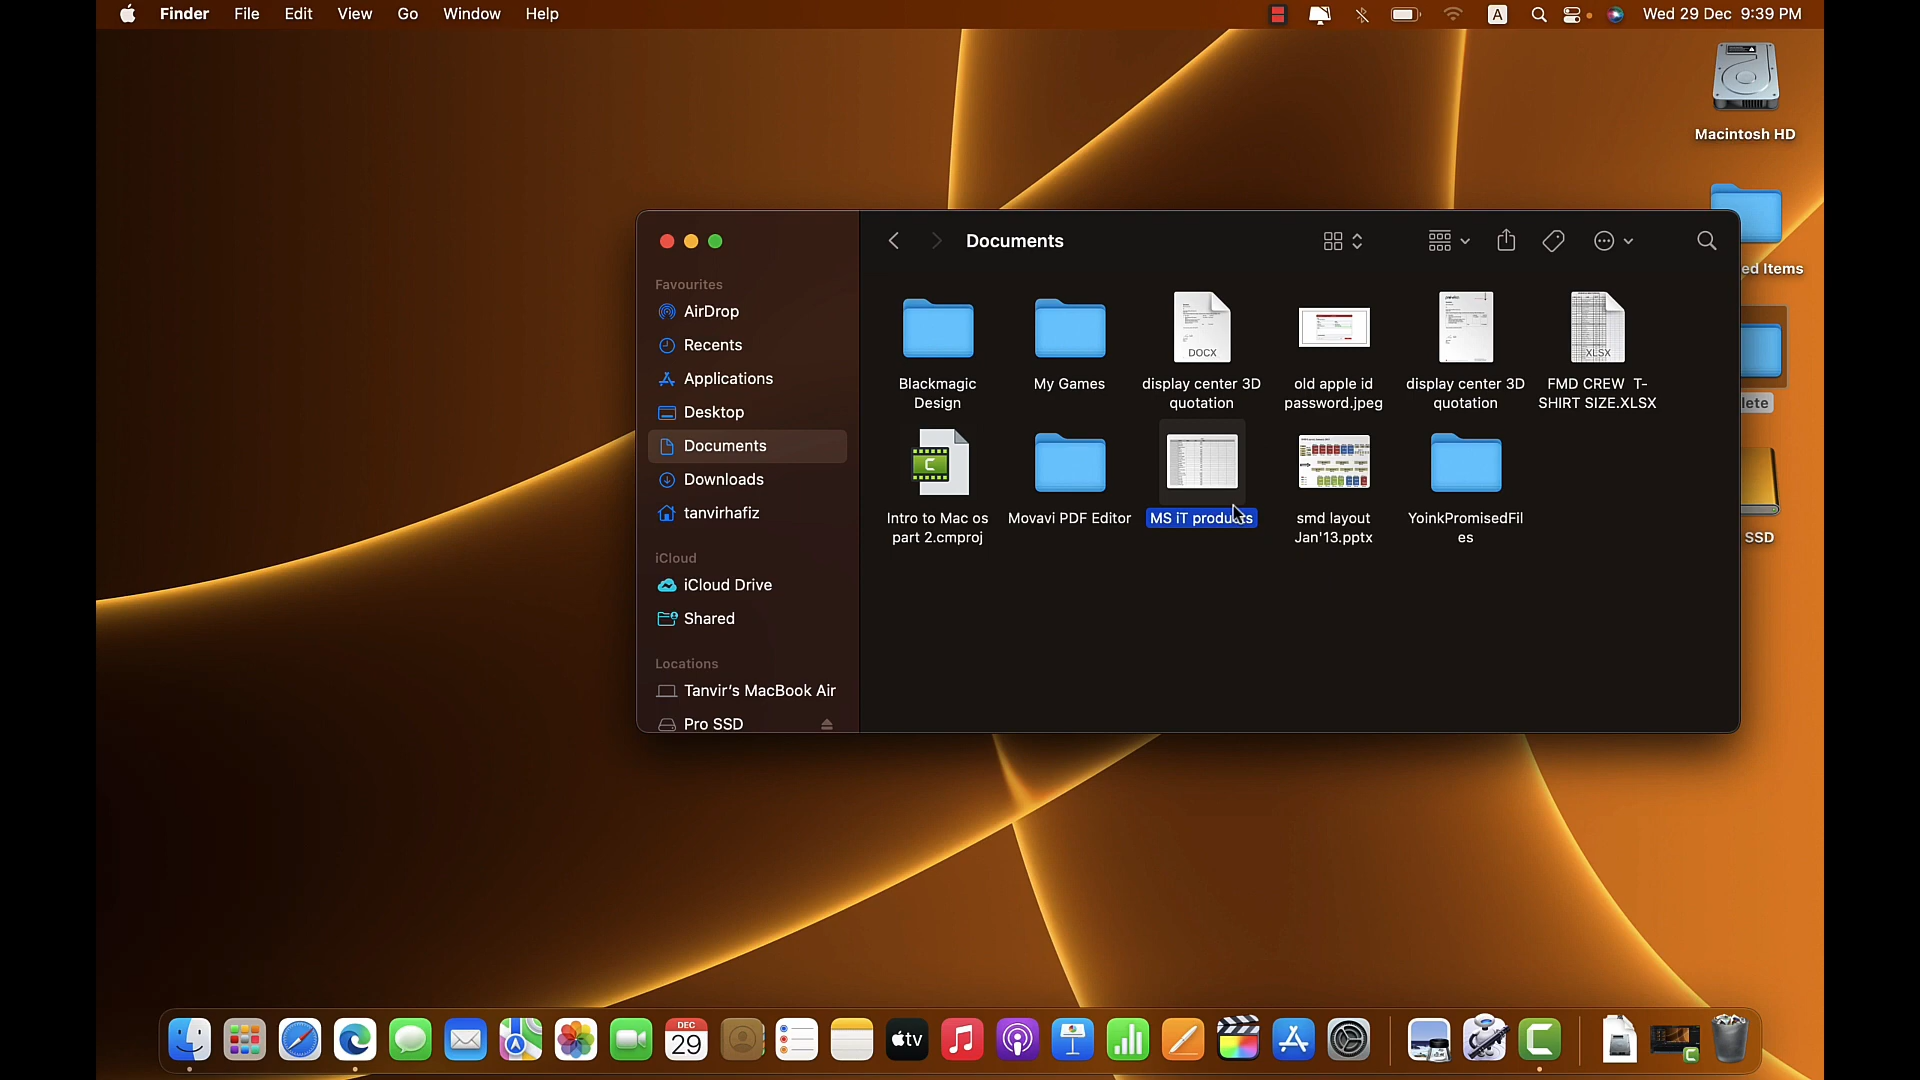 Finder File Edit View Go Window Help
A
Wed 29 Dec 9:39 PM
Macintosh HD
ed Items
lete
SSD
Documents
Favourites
AirDrop
Recents
Applications
Desktop
Documents
Downloads
tanvirhafiz
iCloud
iCloud Drive
Shared
Locations
Tanvir's MacBook Air
Pro SSD
DOCX
XLSX
Blackmagic
Design
My Games
display center 3D
quotation
old apple id
password.jpeg
display center 3D
quotation
FMD CREW T-
SHIRT SIZE.XLSX
C
Intro to Mac os
part 2.cmproj
Movavi PDF Editor
MS iT products
smd layout
Jan'13.pptx
YoinkPromisedFil
es
DEC
29
tv
C